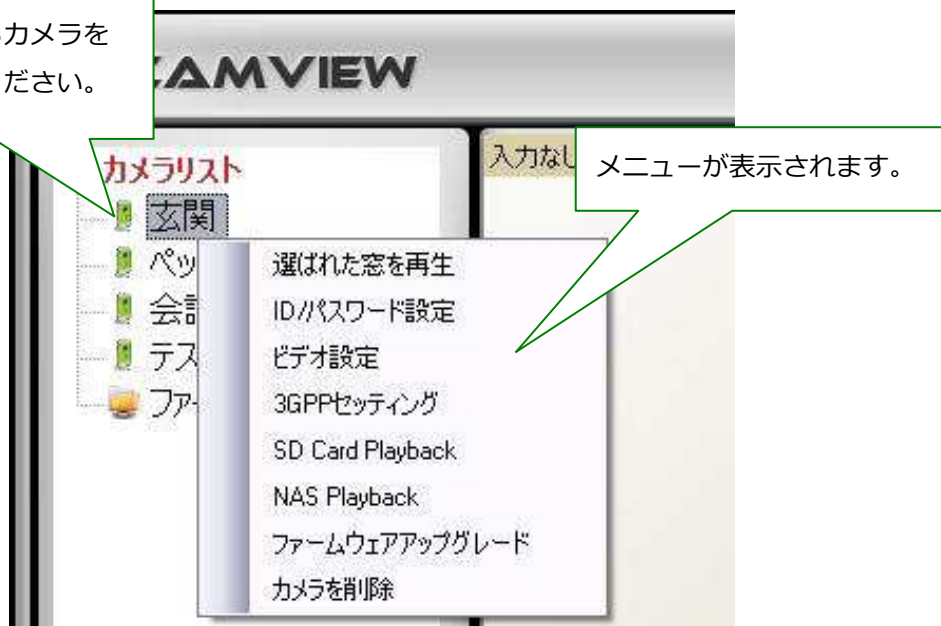 カメラを
ださい。
CAMVIEW
カメラリスト
入力なし
メニューが表示されます。
玄関
ペッ
会
テス
ファー
選ばれた窓を再生
ID/パスワード設定
ビデオ設定
3GPPセッティング
SD Card Playback
NAS Playback
ファームウェアアップグレード
カメラを削除